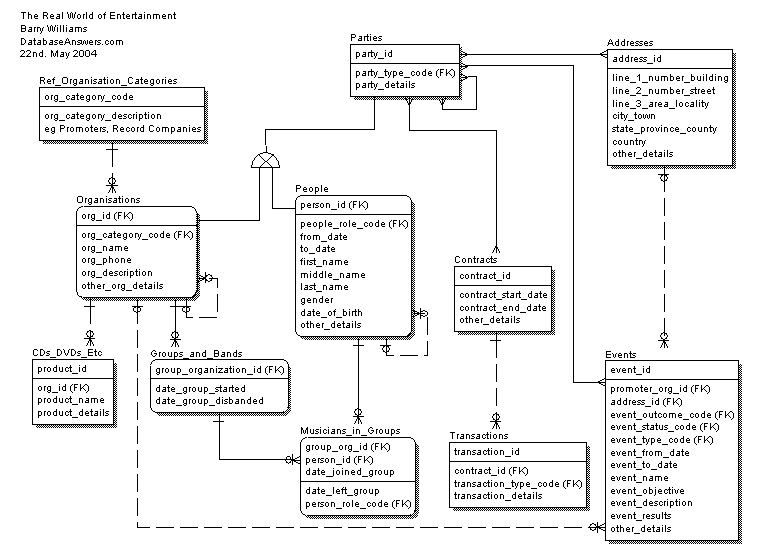 The Real World of Entertainment
Barry Williams
DatabaseAnswers.com
22nd. May 2004
Parties
party_id
party_type_code (FK)
party_details
Addresses
address_id
line_1_number_building
line_2_number_street
line_3_area_locality
city_town
state_province_county
country
other_details
Ref_Organisation_Categories
org_category_code
org_category_description
eg Promoters, Record Companies
Organisations
org_id (FK)
org_category_code (FK)
org_name
org_phone
org_description
other_org_details
People
person_id (FK)
people_role_code (FK)
from_date
to_date
first_name
middle_name
last_name
gender
date_of_birth
other_details
Contracts
contract_id
contract_start_date
contract_end_date
other_details
CDs_DVDs_Etc
product_id
org_id (FK)
product_name
product_details
Groups_and_Bands
group_organization_id (FK)
date_group_started
date_group_disbanded
Musicians_in_Groups
group_org_id (FK)
person_id (FK)
date_joined_group
date_left_group
person_role_code (FK)
Transactions
transaction_id
contract_id (FK)
transaction_type_code (FK)
transaction_details
Events
event_id
promoter_org_id (FK)
address_id (FK)
event_outcome_code (FK)
event_status_code (FK)
event_type_code (FK)
event_from_date
event_to_date
event_name
event_objective
event_description
event_results
other_details